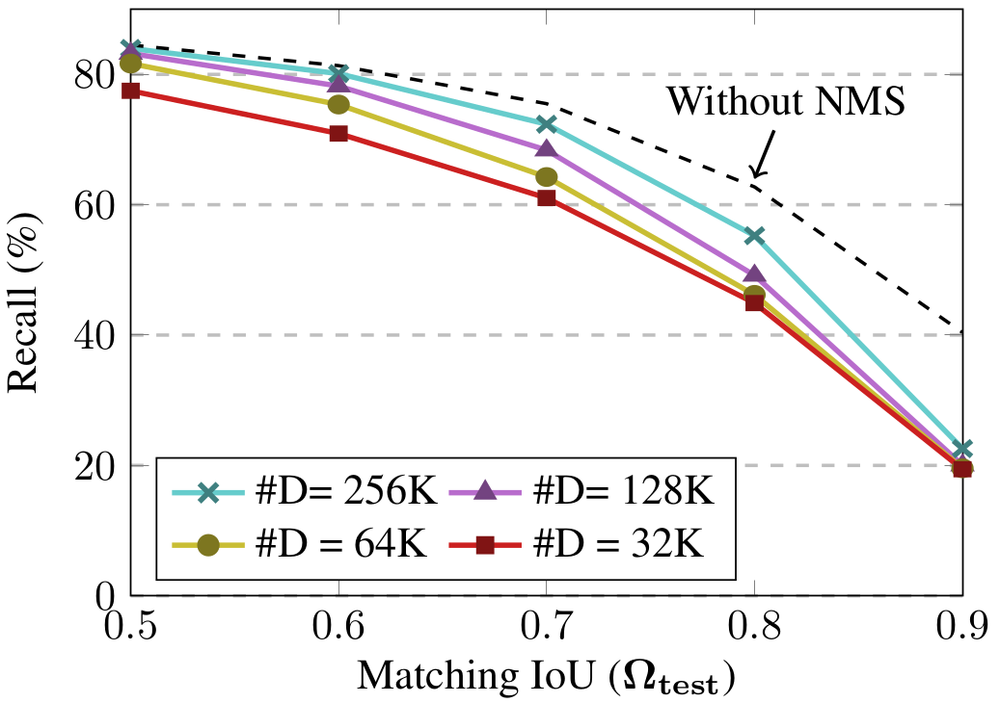 80
60
40
20
0
Recall (%)
Without NMS
#D= 256K #D= 128K
#D = 64K #D = 32K
0.5 0.6 0.7 0.8 0.9
Matching IoU (Ωtest)